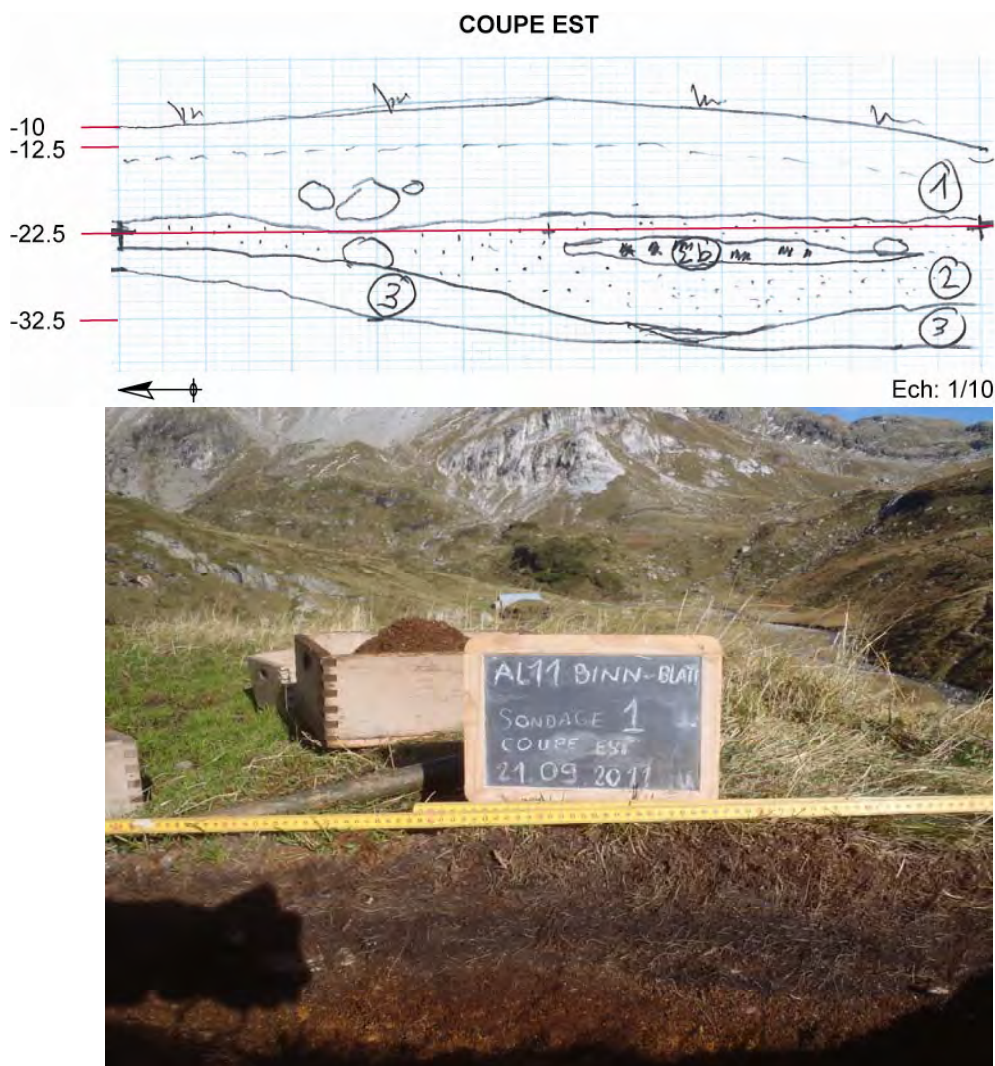 COUPE EST
-10
-12.5
1
-22.5
2b
2
3
-32.5
3
Ech: 1/10
AL11 BINN-BLATT
SONDAGE 1
COUPE EST
21.09.2011